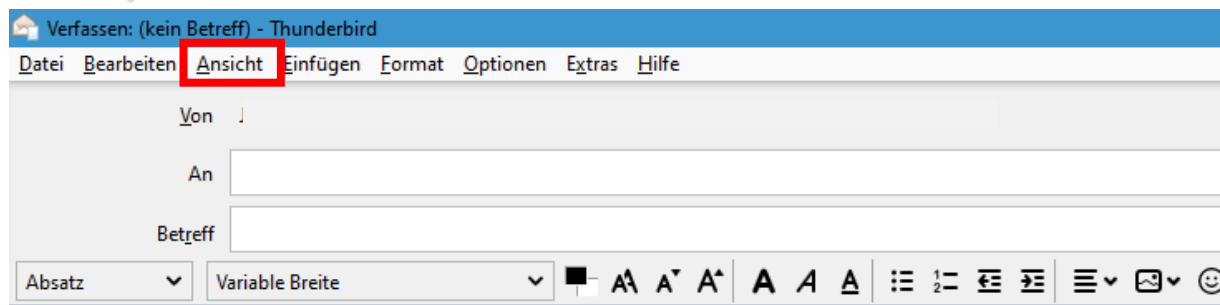 Verfassen: (kein Betreff) - Thunderbird
Datei Bearbeiten Ansicht Einfügen Format Optionen Extras Hilfe
Von
An
Betreff
Absatz Variable Breite